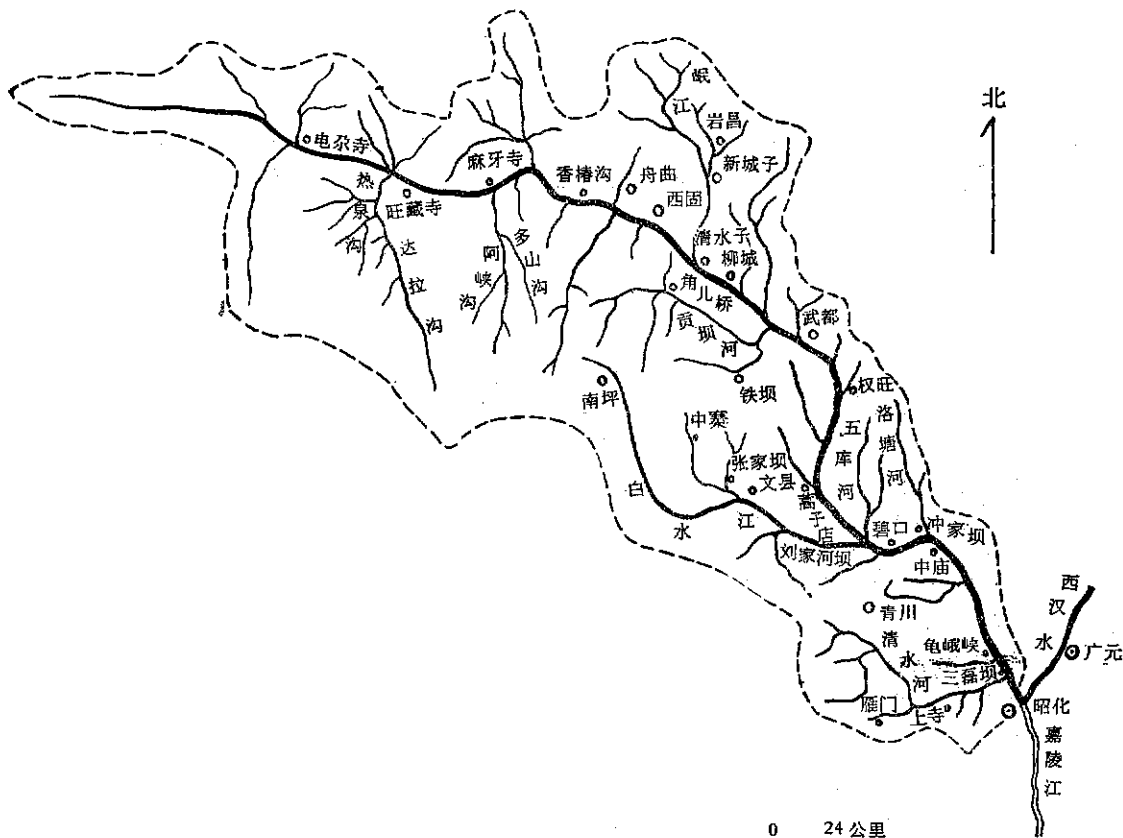 岷江
岩昌
新城子
北
电尕寺
麻牙寺
香椿沟
舟曲
西固
热泉沟
旺藏寺
达拉沟
阿峡沟
多山沟
清水子
柳城
角儿桥
贡坝河
武都
铁坝
权旺
南坪
中寨
五库河
洛塘河
张家坝
文县
白水江
蔺子店
碧口
冲家坝
刘家河坝
中庙
青川
西汉水
广元
清水河
龟峨峡
三磊坝
雁门
上寺
昭化
嘉陵江
0 24公里